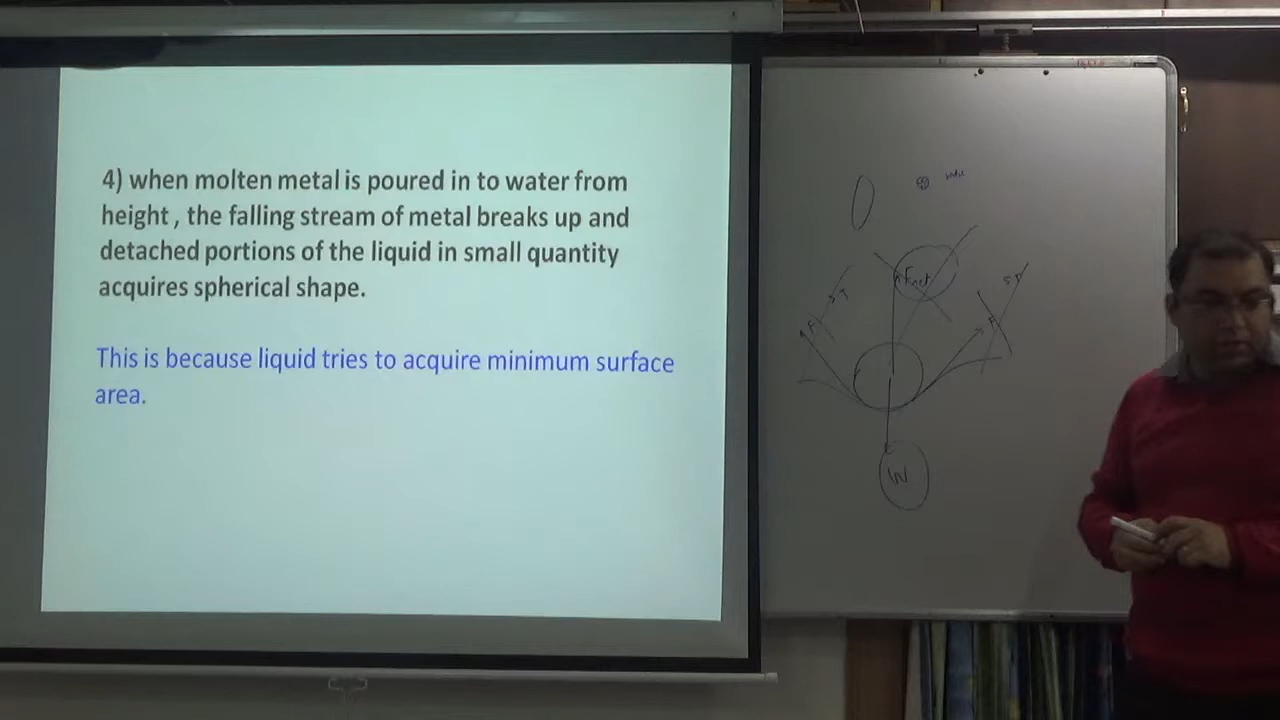 4) when molten metal is poured in to water from
height , the falling stream of metal breaks up and
detached portions of the liquid in small quantity
acquires spherical shape.
This is because liquid tries to acquire minimum surface
area.
Fnet
F
S T
F
S T
W